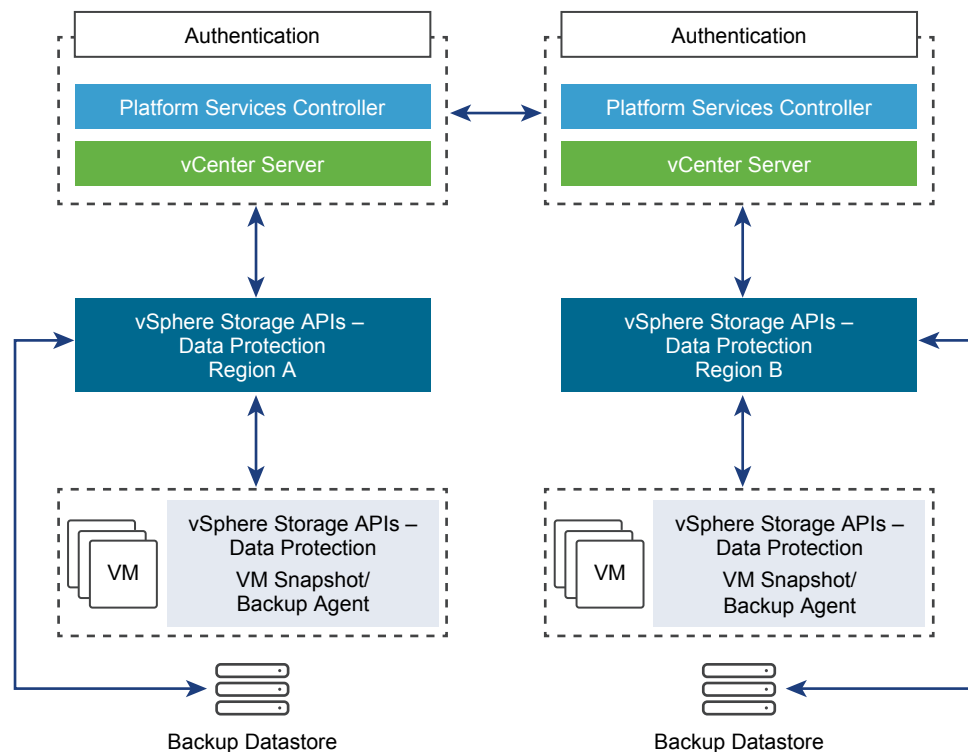 Authentication
Platform Services Controller
vCenter Server
vSphere Storage APIs –
Data Protection
Region A
VM
vSphere Storage APIs –
Data Protection
VM Snapshot/
Backup Agent
Backup Datastore
Authentication
Platform Services Controller
vCenter Server
vSphere Storage APIs –
Data Protection
Region B
VM
vSphere Storage APIs –
Data Protection
VM Snapshot/
Backup Agent
Backup Datastore